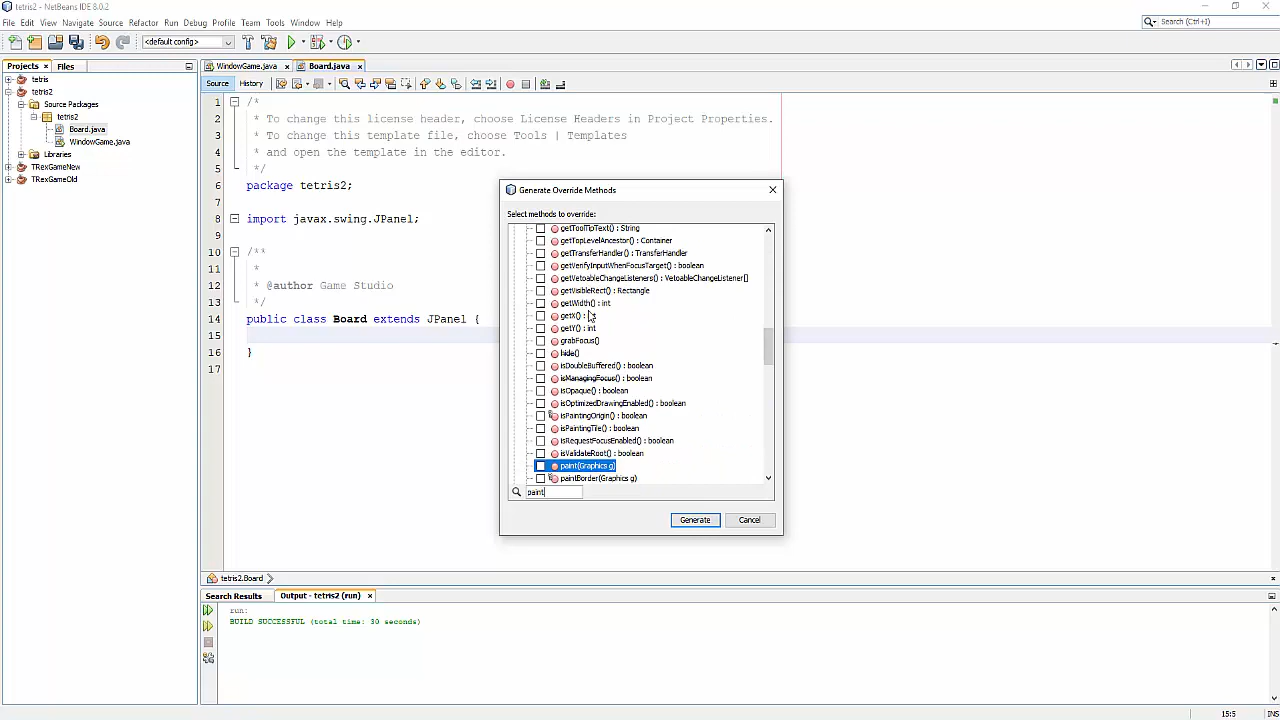 tetris2 - NetBeans IDE 8.0.2
File Edit View Navigate Source Refactor Run Debug Profile Team Tools Window Help
Search (Ctrl+I)
<default config>
Projects Files
WindowGame.java Board.java
Source History
tetris
tetris2
Source Packages
tetris2
Board.java
WindowGame.java
Libraries
TRexGameNew
TRexGameOld
1 /*
2 * To change this license header, choose License Headers in Project Properties.
3 * To change this template file, choose Tools | Templates
4 * and open the template in the editor.
5 */
6 package tetris2;
7
8 import javax.swing.JPanel;
9
10 /**
11 *
12 * @author Game Studio
13 */
14 public class Board extends JPanel {
15
16 }
17
Generate Override Methods
Select methods to override:
getToolTipText() : String
getTopLevelAncestor() : Container
getTransferHandler() : TransferHandler
getVerifyInputWhenFocusTarget() : boolean
getVetoableChangeListeners() : VetoableChangeListener[]
getVisibleRect() : Rectangle
getWidth() : int
getX() :
getY() : int
grabFocus()
hide()
isDoubleBuffered() : boolean
isManagingFocus() : boolean
isOpaque() : boolean
isOptimizedDrawingEnabled() : boolean
isPaintingOrigin() : boolean
isPaintingTile() : boolean
isRequestFocusEnabled() : boolean
isValidateRoot() : boolean
paint(Graphics g)
paintBorder(Graphics g)
paint
Generate Cancel
tetris2.Board
Search Results Output - tetris2 (run)
run:
BUILD SUCCESSFUL (total time: 30 seconds)
15:5 INS